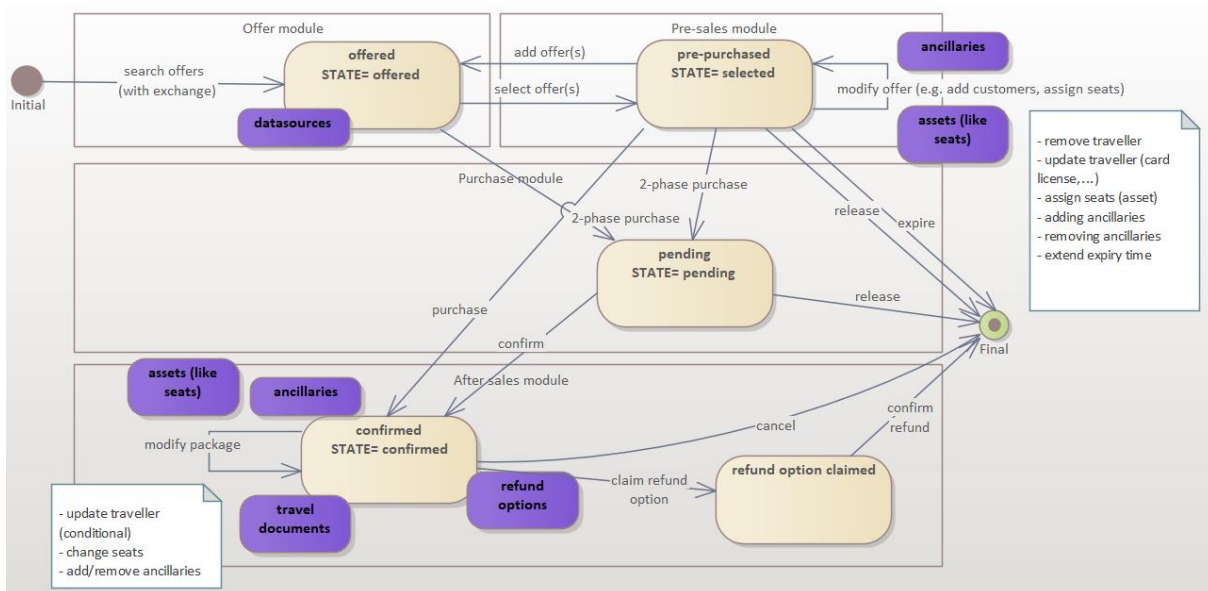 Offer module
Pre-sales module
offered
STATE= offered
add offer(s)
pre-purchased
STATE= selected
ancillaries
search offers
(with exchange)
Initial
select offer(s)
modify offer (e.g. add customers, assign seats)
datasources
assets (like
seats)
- remove traveller
- update traveller (card
license,...)
- assign seats (asset)
- adding ancillaries
- removing ancillaries
- extend expiry time
Purchase module
2-phase purchase
2-phase purchase
release
expire
pending
STATE= pending
release
purchase
confirm
Final
assets (like
seats)
ancillaries
After sales module
confirm
refund
modify package
confirmed
STATE= confirmed
cancel
refund option claimed
claim refund
option
refund
options
travel
documents
- update traveller
(conditional)
- change seats
- add/remove ancillaries